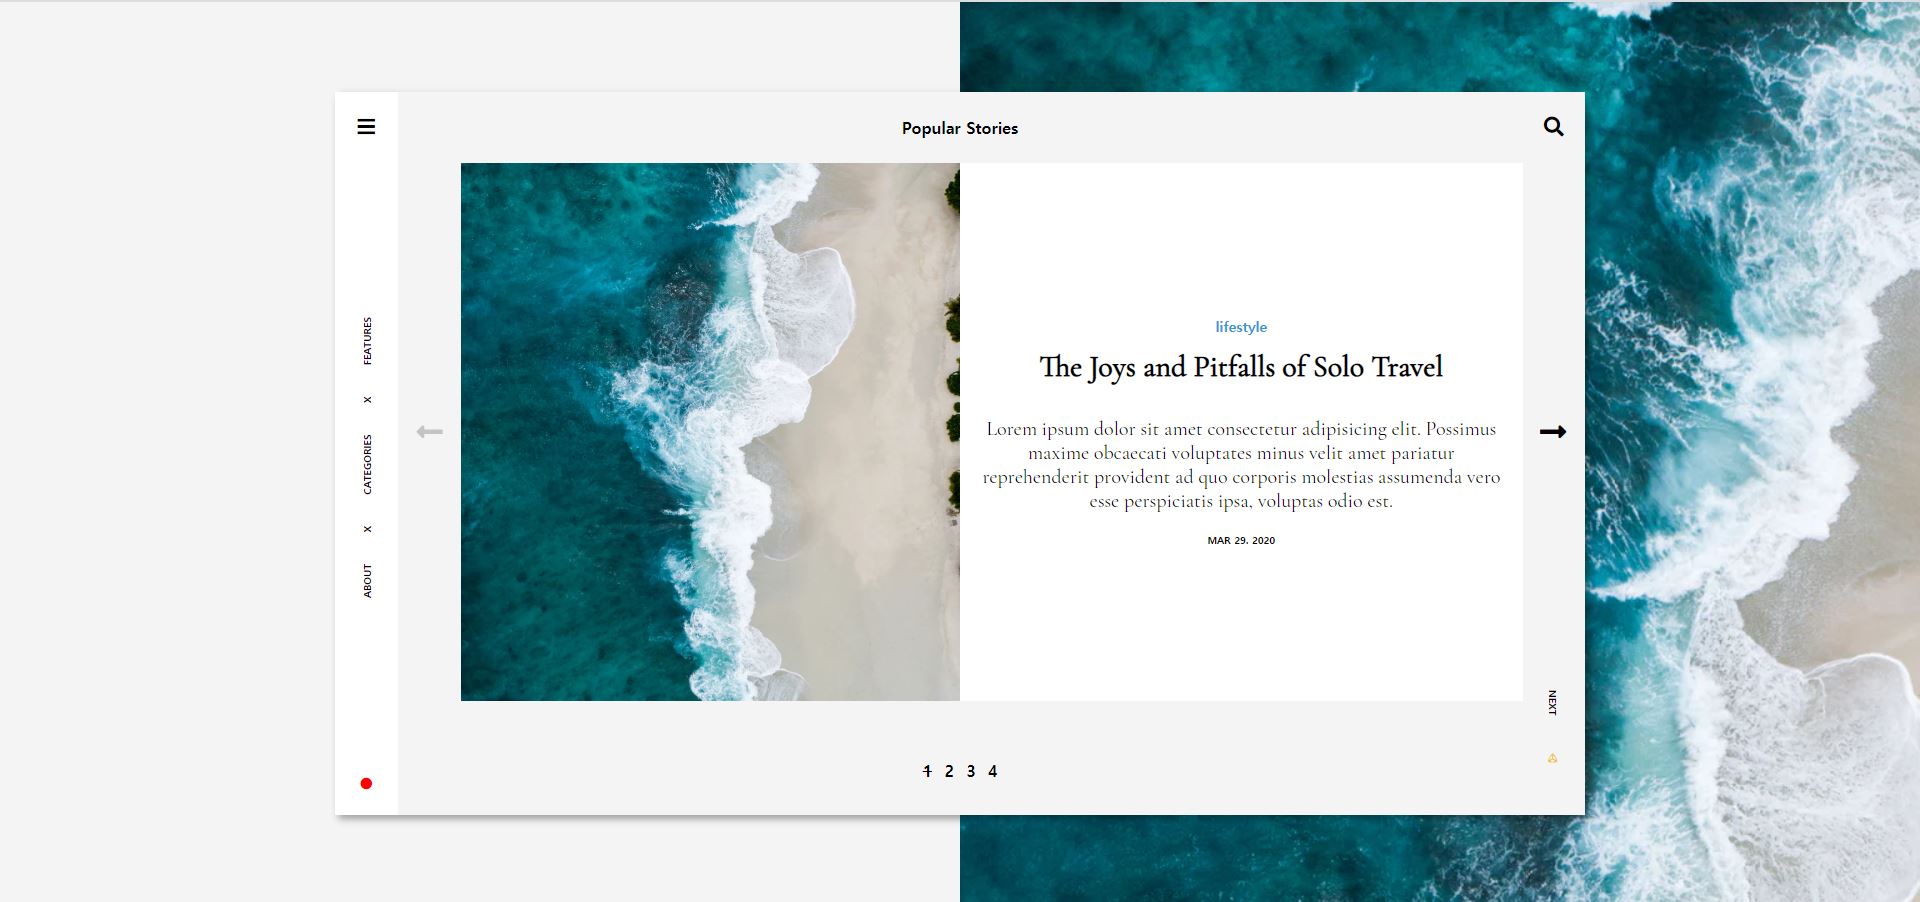 Popular Stories
FEATURES
X
CATEGORIES
X
ABOUT
lifestyle
The Joys and Pitfalls of Solo Travel
Lorem ipsum dolor sit amet consectetur adipisicing elit. Possimus
maxime obcaecati voluptates minus velit amet pariatur
reprehenderit provident ad quo corporis molestias assumenda vero
esse perspiciatis ipsa, voluptas odio est.
MAR 29. 2020
NEXT
1 2 3 4